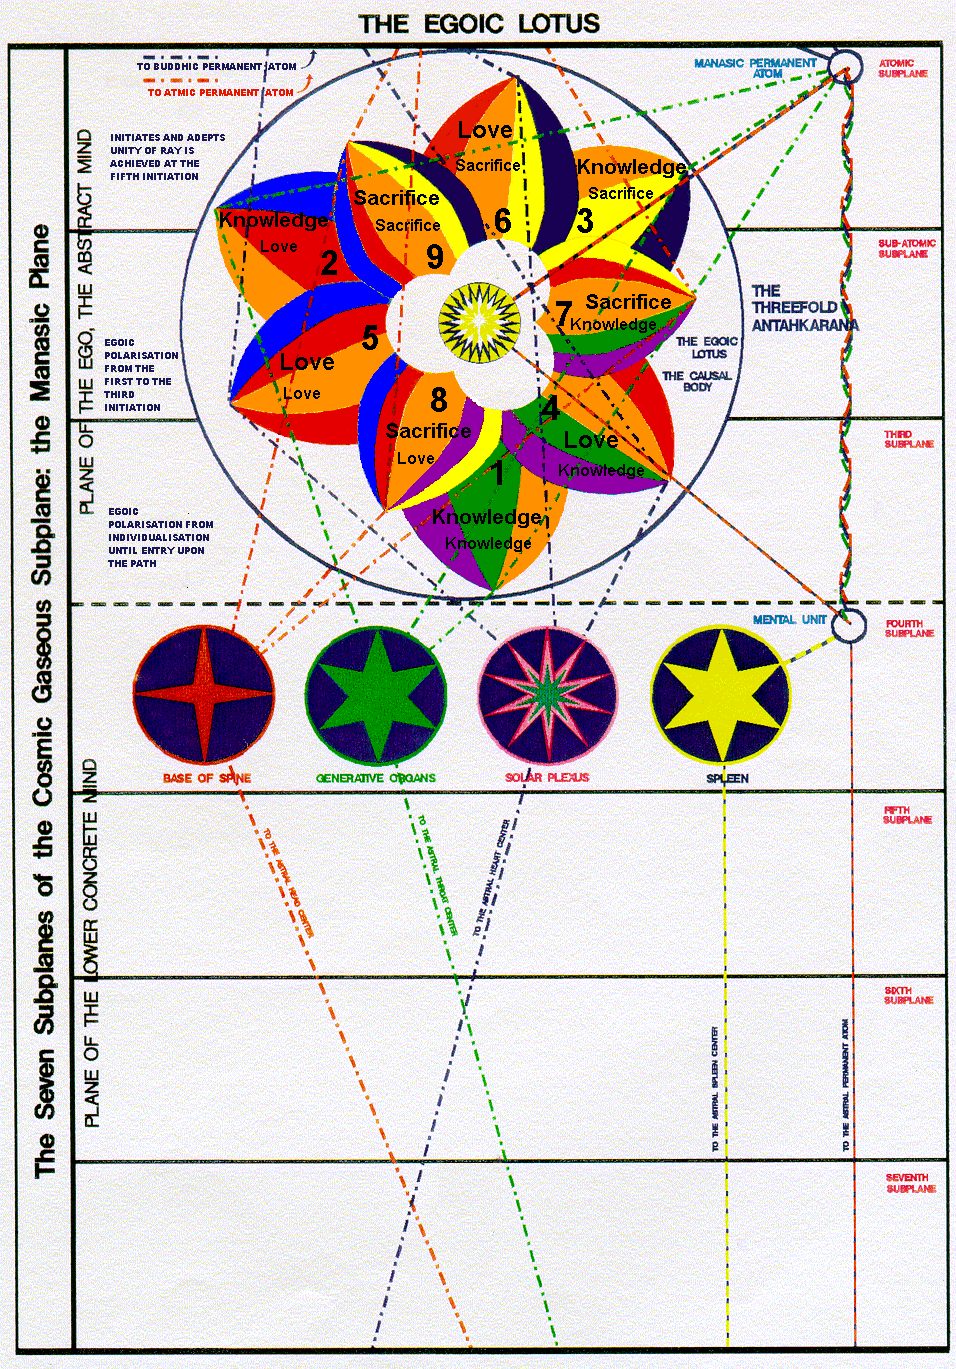 THE EGOIC LOTUS
The Seven Subplanes of the Cosmic Gaseous Subplane: the Manasic Plane
PLANE OF THE EGO, THE ABSTRACT MIND
PLANE OF THE LOWER CONCRETE MIND
TO BUDDHIC PERMANENT ATOM
TO ATMIC PERMANENT ATOM
MANASIC PERMANENT
ATOM
ATOMIC
SUBPLANE
INITIATES AND ADEPTS
UNITY OF RAY IS
ACHIEVED AT THE
FIFTH INITIATION
Love
Sacrifice
6
Knowledge
Sacrifice
3
Sacrifice
Sacrifice
9
Knowledge
Love
2
SUB-ATOMIC
SUBPLANE
THE
THREEFOLD
ANTAHKARANA
Sacrifice
7
Knowledge
THE EGOIC
LOTUS
THE CAUSAL
BODY
EGOIC
POLARISATION
FROM THE
FIRST TO THE
THIRD
INITIATION
5
Love
Love
8
Sacrifice
Love
4
Love
Knowledge
1
Knowledge
Knowledge
THIRD
SUBPLANE
EGOIC
POLARISATION FROM
INDIVIDUALISATION
UNTIL ENTRY UPON
THE PATH
MENTAL UNIT
FOURTH
SUBPLANE
BASE OF SPINE
GENERATIVE ORGANS
SOLAR PLEXUS
SPLEEN
FIFTH
SUBPLANE
TO THE ASTRAL HEAD CENTER
TO THE ASTRAL THROAT CENTER
TO THE ASTRAL HEART CENTER
SIXTH
SUBPLANE
TO THE ASTRAL SPLEEN CENTER
TO THE ASTRAL PERMANENT ATOM
SEVENTH
SUBPLANE